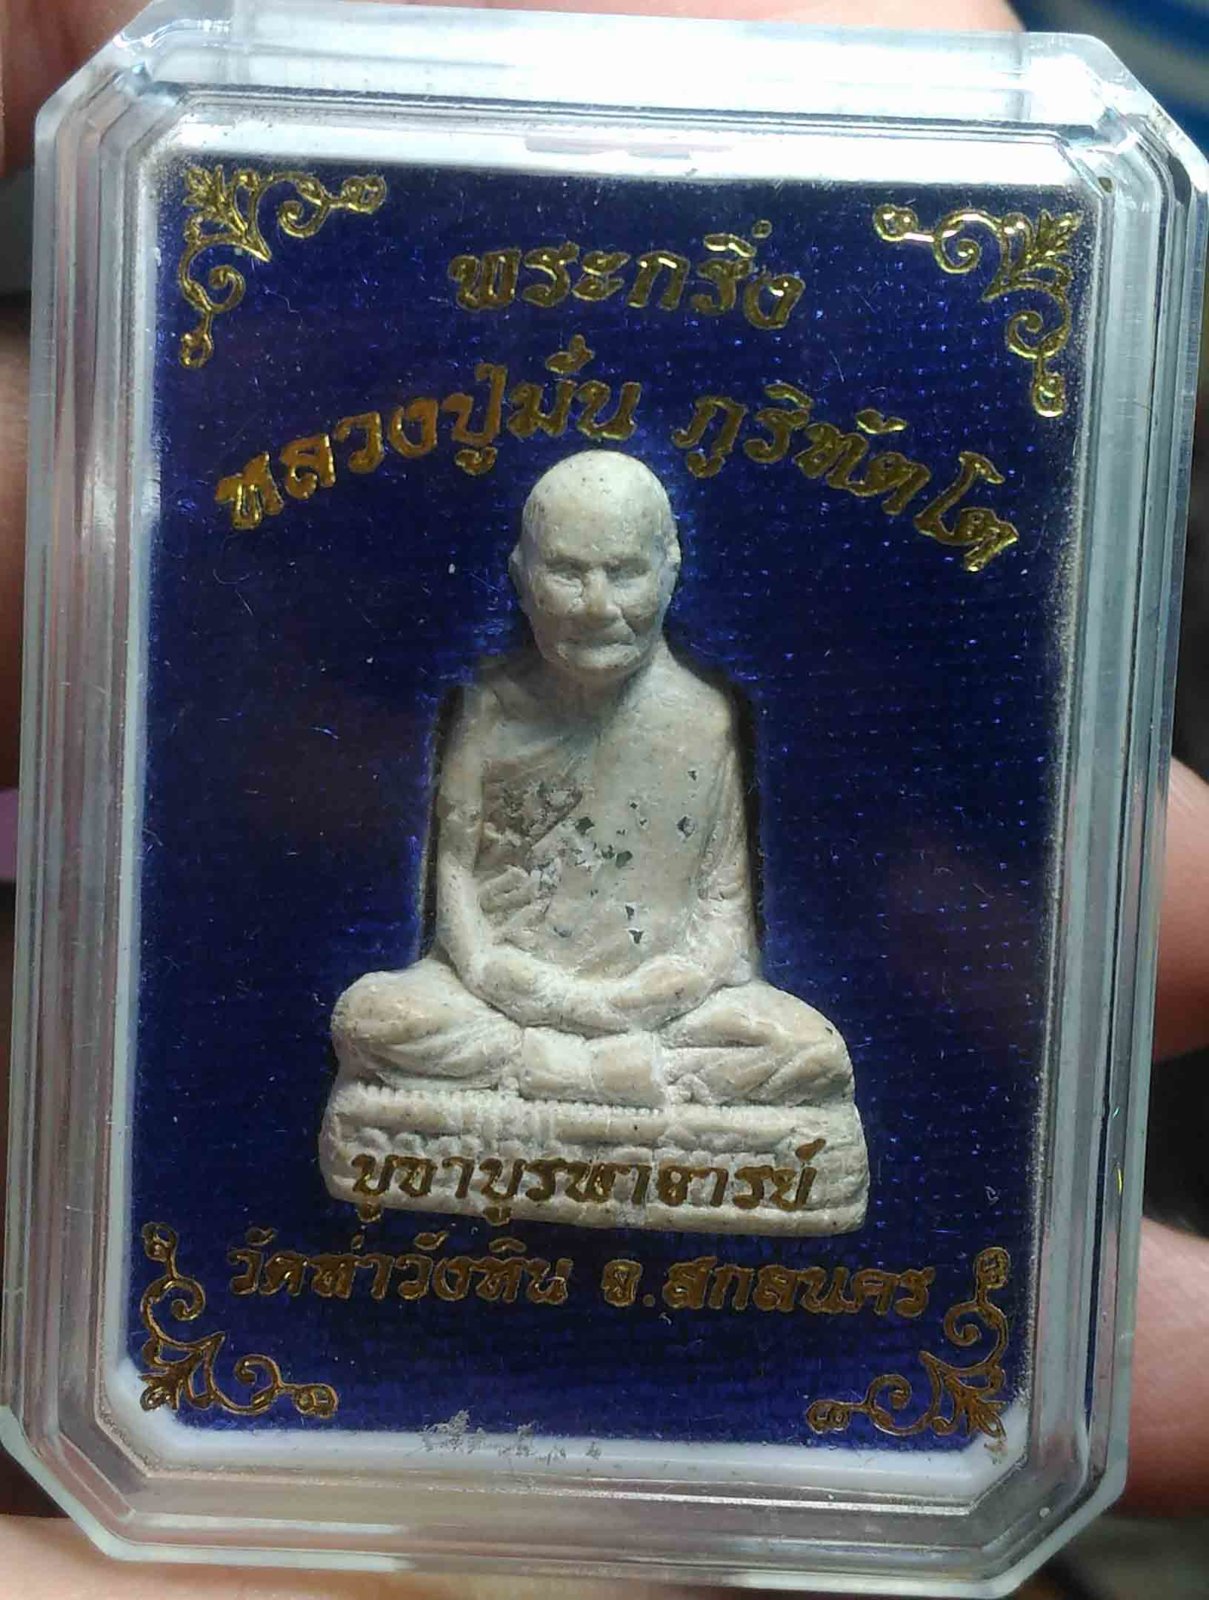 พระกริ่ง
หลวงปู่มั่น ภูริทัตโต
บูชาบูรพาจารย์
วัดถ้ำวังหิน จ.สกลนคร